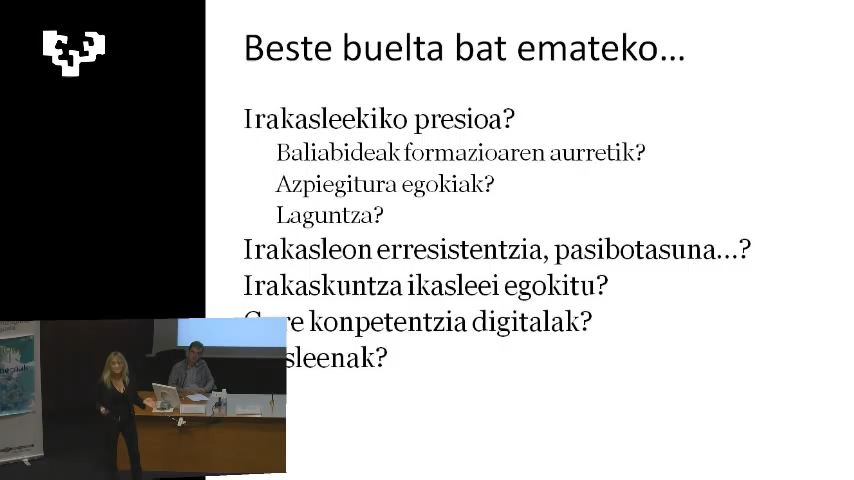 Beste buelta bat emateko...
Irakasleekiko presioa?
Baliabideak formazioaren aurretik?
Azpiegitura egokiak?
Laguntza?
Irakasleon erresistentzia, pasibotasuna...?
Irakaskuntza ikasleei egokitu?
konpetentzia digitalak?